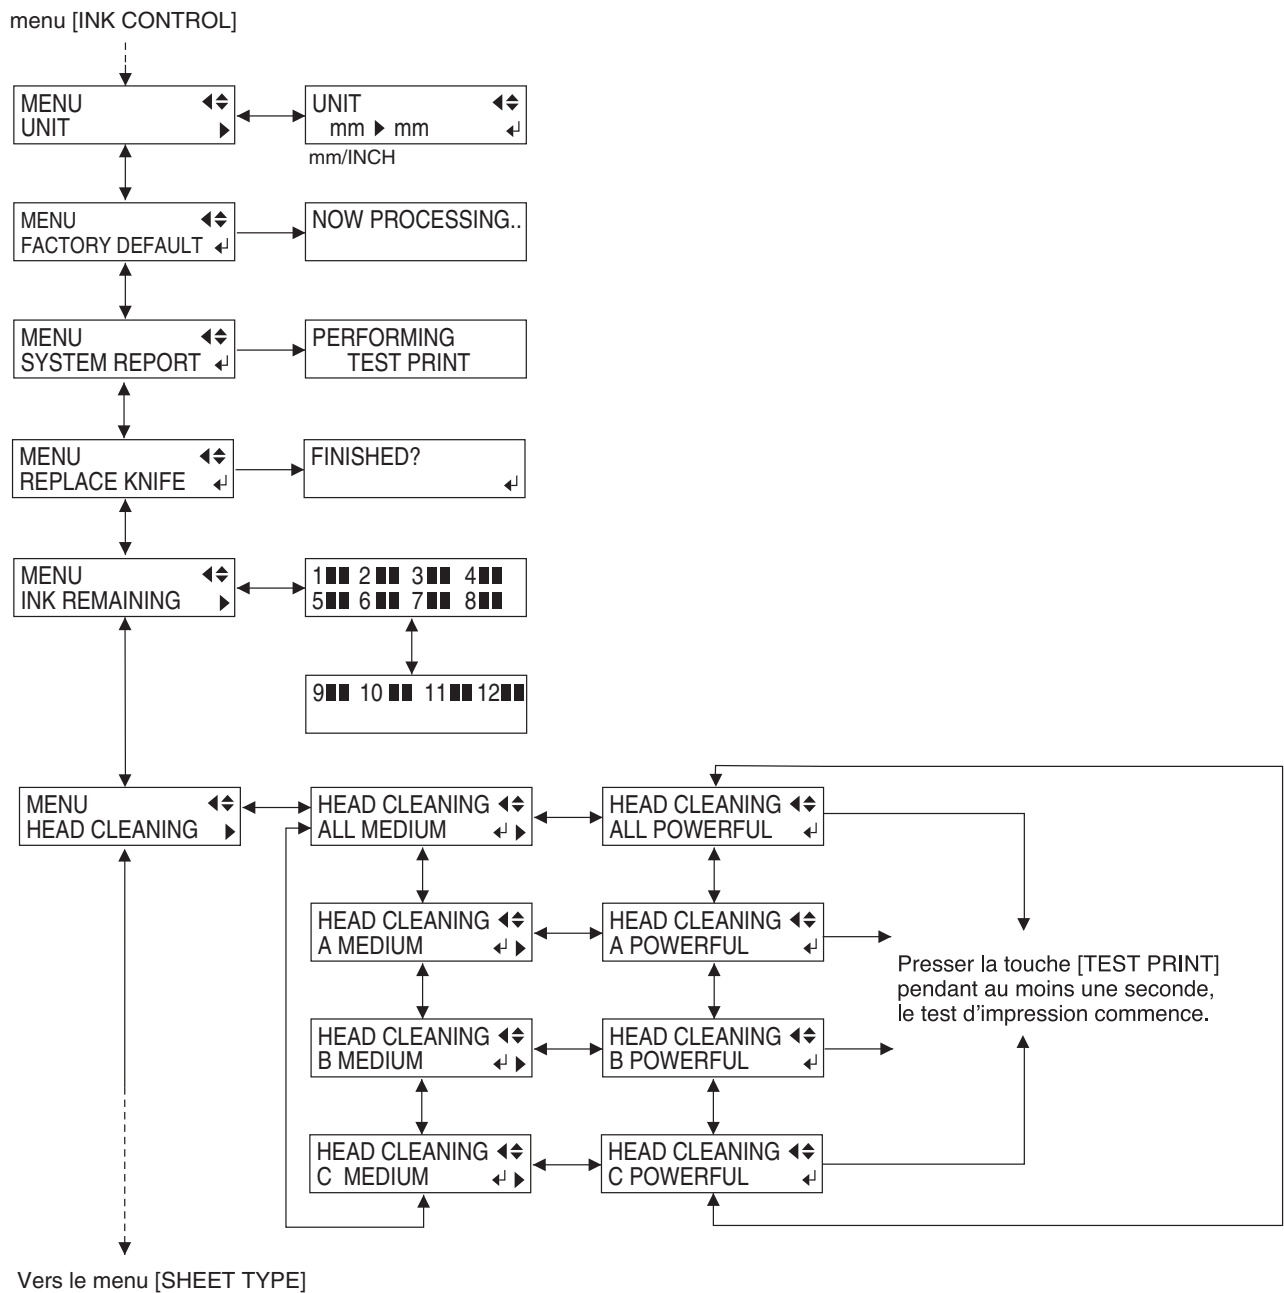 menu [INK CONTROL]
MENU
UNIT
UNIT
mm ▶ mm
mm/INCH
MENU
FACTORY DEFAULT
NOW PROCESSING..
MENU
SYSTEM REPORT
PERFORMING
TEST PRINT
MENU
REPLACE KNIFE
FINISHED?
MENU
INK REMAINING
1■■ 2■■ 3■■ 4■■
5■■ 6■■ 7■■ 8■■
9■■ 10■■ 11■■ 12■■
MENU
HEAD CLEANING
HEAD CLEANING
ALL MEDIUM
HEAD CLEANING
ALL POWERFUL
HEAD CLEANING
A MEDIUM
HEAD CLEANING
A POWERFUL
Presser la touche [TEST PRINT]
pendant au moins une seconde,
le test d'impression commence.
HEAD CLEANING
B MEDIUM
HEAD CLEANING
B POWERFUL
HEAD CLEANING
C MEDIUM
HEAD CLEANING
C POWERFUL
Vers le menu [SHEET TYPE]